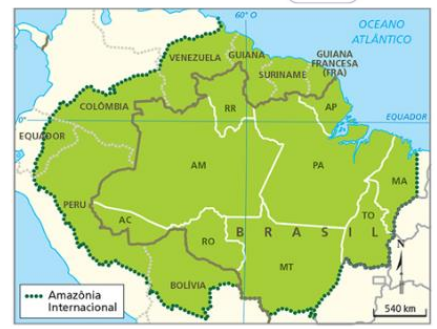 60° O
OCEANO
ATLÂNTICO
VENEZUELA
GUIANA
SURINAME
GUIANA
FRANCESA
(FRA)
COLÔMBIA
RR
AP
0°
EQUADOR
EQUADOR
AM
PA
MA
PERU
AC
TO
RO
BRASIL
MT
BOLÍVIA
N
Amazônia
Internacional
540 km